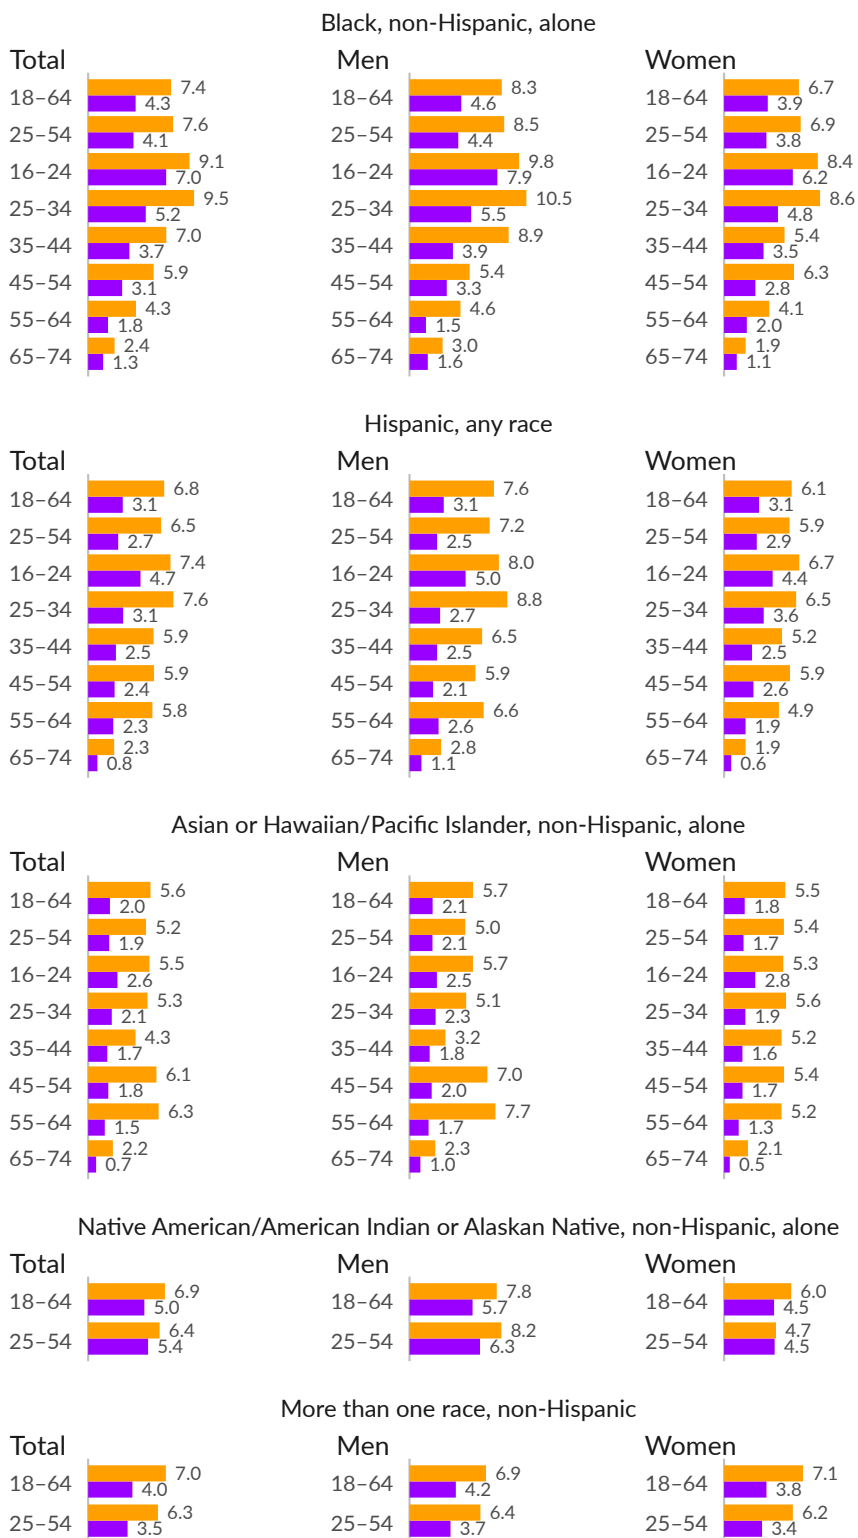 Black, non-Hispanic, alone
Total Men Women
7.4 8.3 6.7
18–64 18–64 18–64
4.3 4.6 3.9
7.6 8.5 6.9
25–54 25–54 25–54
4.1 4.4 3.8
9.1 9.8 8.4
16–24 16–24 16–24
7.0 7.9 6.2
9.5 10.5 8.6
25–34 25–34 25–34
5.2 5.5 4.8
7.0 8.9 5.4
35–44 35–44 35–44
3.7 3.9 3.5
5.9 5.4 6.3
45–54 45–54 45–54
3.1 3.3 2.8
4.3 4.6 4.1
55–64 55–64 55–64
1.8 1.5 2.0
2.4 3.0 1.9
65–74 65–74 65–74
1.3 1.6 1.1
Hispanic, any race
Total Men Women
6.8 7.6 6.1
18–64 18–64 18–64
3.1 3.1 3.1
6.5 7.2 5.9
25–54 25–54 25–54
2.7 2.5 2.9
7.4 8.0 6.7
16–24 16–24 16–24
4.7 5.0 4.4
7.6 8.8 6.5
25–34 25–34 25–34
3.1 2.7 3.6
5.9 6.5 5.2
35–44 35–44 35–44
2.5 2.5 2.5
5.9 5.9 5.9
45–54 45–54 45–54
2.4 2.1 2.6
5.8 6.6 4.9
55–64 55–64 55–64
2.3 2.6 1.9
2.3 2.8 1.9
65–74 65–74 65–74
0.8 1.1 0.6
Asian or Hawaiian/Pacific Islander, non-Hispanic, alone
Total Men Women
5.6 5.7 5.5
18–64 18–64 18–64
2.0 2.1 1.8
5.2 5.0 5.4
25–54 25–54 25–54
1.9 2.1 1.7
5.5 5.7 5.3
16–24 16–24 16–24
2.6 2.5 2.8
5.3 5.1 5.6
25–34 25–34 25–34
2.1 2.3 1.9
4.3 3.2 5.2
35–44 35–44 35–44
1.7 1.8 1.6
6.1 7.0 5.4
45–54 45–54 45–54
1.8 2.0 1.7
6.3 7.7 5.2
55–64 55–64 55–64
1.5 1.7 1.3
2.2 2.3 2.1
65–74 65–74 65–74
0.7 1.0 0.5
Native American/American Indian or Alaskan Native, non-Hispanic, alone
Total Men Women
6.9 7.8 6.0
18–64 18–64 18–64
5.0 5.7 4.5
6.4 8.2 4.7
25–54 25–54 25–54
5.4 6.3 4.5
More than one race, non-Hispanic
Total Men Women
7.0 6.9 7.1
18–64 18–64 18–64
4.0 4.2 3.8
6.3 6.4 6.2
25–54 25–54 25–54
3.5 3.7 3.4